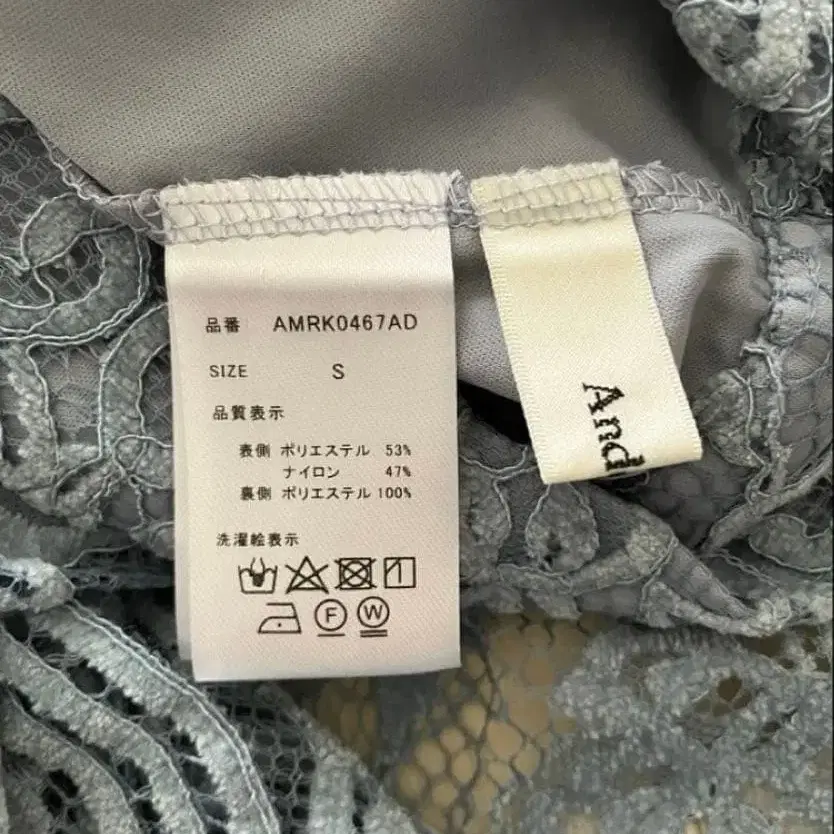 品番 AMRK0467AD
SIZE S
品質表示
表側 ポリエステル 53%
ナイロン 47%
裏側 ポリエステル 100%
洗濯絵表示
F W
And